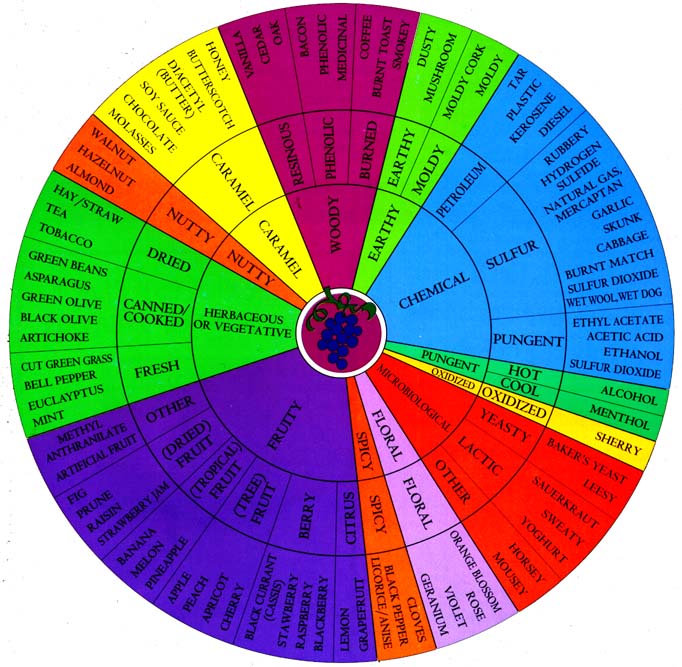 WOODY
RESINOUS
VANILLA
CEDAR
OAK
PHENOLIC
BACON
PHENOLIC
MEDICINAL
BURNED
COFFEE
BURNT TOAST
SMOKEY
EARTHY
EARTHY
DUSTY
MUSHROOM
MOLDY
MOLDY CORK
MOLDY
CHEMICAL
PETROLEUM
TAR
PLASTIC
KEROSENE
DIESEL
SULFUR
RUBBERY
HYDROGEN
SULFIDE
NATURAL GAS,
MERCAPTAN
GARLIC
SKUNK
CABBAGE
BURNT MATCH
SULFUR DIOXIDE
WET WOOL, WET DOG
PUNGENT
ETHYL ACETATE
ACETIC ACID
ETHANOL
SULFUR DIOXIDE
PUNGENT
HOT
ALCOHOL
COOL
MENTHOL
OXIDIZED
OXIDIZED
SHERRY
MICROBIOLOGICAL
YEASTY
BAKER'S YEAST
LEESY
LACTIC
SAUERKRAUT
SWEATY
YOGHURT
OTHER
HORSEY
MOUSEY
FLORAL
FLORAL
ORANGE BLOSSOM
ROSE
VIOLET
GERANIUM
SPICY
SPICY
CLOVES
BLACK PEPPER
LICORICE/ANISE
FRUITY
CITRUS
GRAPEFRUIT
LEMON
BERRY
BLACKBERRY
RASPBERRY
STAWBERRY
BLACK CURRANT
(CASSIS)
(TREE)
FRUIT
CHERRY
APRICOT
PEACH
APPLE
(TROPICAL)
FRUIT
PINEAPPLE
MELON
BANANA
(DRIED)
FRUIT
STRAWBERRY JAM
RAISIN
PRUNE
FIG
OTHER
ARTIFICIAL FRUIT
METHYL
ANTHRANILATE
HERBACEOUS
OR VEGETATIVE
FRESH
CUT GREEN GRASS
BELL PEPPER
EUCLAYPTUS
MINT
CANNED/
COOKED
GREEN BEANS
ASPARAGUS
GREEN OLIVE
BLACK OLIVE
ARTICHOKE
DRIED
HAY/STRAW
TEA
TOBACCO
NUTTY
NUTTY
WALNUT
HAZELNUT
ALMOND
CARAMEL
CARAMEL
HONEY
BUTTERSCOTCH
DIACETYL
(BUTTER)
SOY SAUCE
CHOCOLATE
MOLASSES